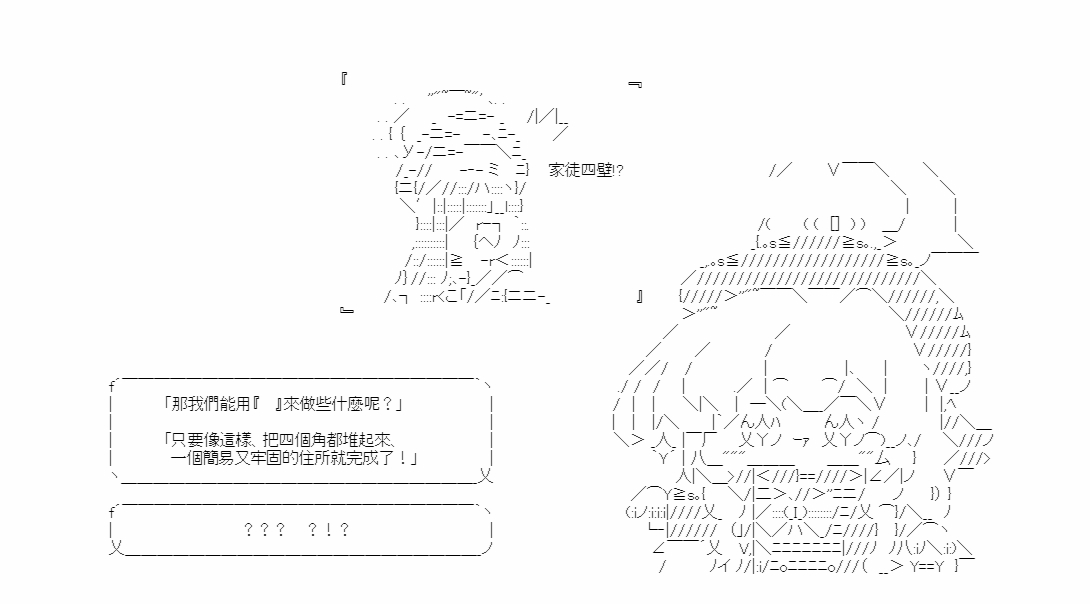 家徒四壁!?
「那我們能用『　』來做些什麼呢？」
「只要像這樣、把四個角都堆起來、
一個簡易又牢固的住所就完成了！」
？？？　？！？